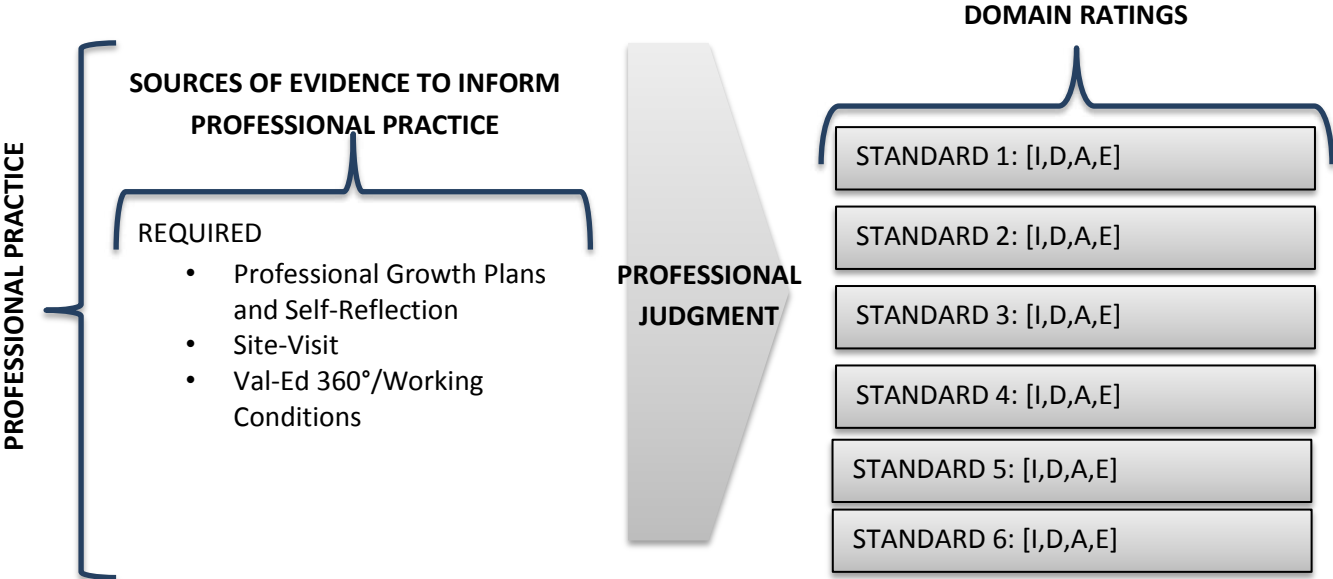 PROFESSIONAL PRACTICE
SOURCES OF EVIDENCE TO INFORM
PROFESSIONAL PRACTICE
REQUIRED
• Professional Growth Plans
and Self-Reflection
• Site-Visit
• Val-Ed 360°/Working
Conditions
PROFESSIONAL
JUDGMENT
DOMAIN RATINGS
STANDARD 1: [I,D,A,E]
STANDARD 2: [I,D,A,E]
STANDARD 3: [I,D,A,E]
STANDARD 4: [I,D,A,E]
STANDARD 5: [I,D,A,E]
STANDARD 6: [I,D,A,E]